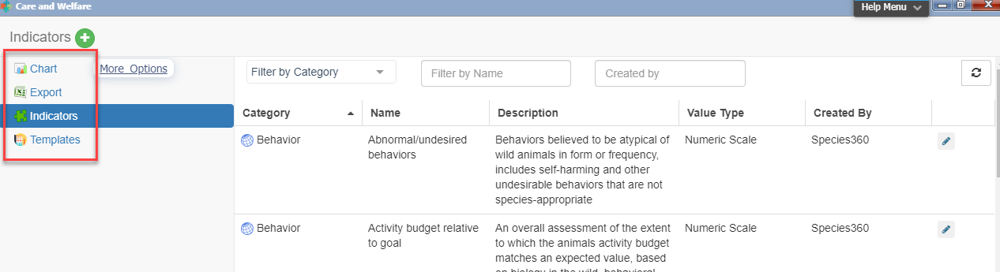 Care and Welfare
Help Menu
Indicators
Chart
More Options
Export
Indicators
Templates
Filter by Category
Filter by Name
Created by
Category Name Description Value Type Created By
Behavior
Abnormal/undesired
behaviors
Behaviors believed to be atypical of
wild animals in form or frequency,
includes self-harming and other
undesirable behaviors that are not
species-appropriate
Numeric Scale
Species360
Behavior
Activity budget relative
to goal
An overall assessment of the extent
to which the animals activity budget
matches an expected value, based
on biology in the wild, behavioral
Numeric Scale
Species360